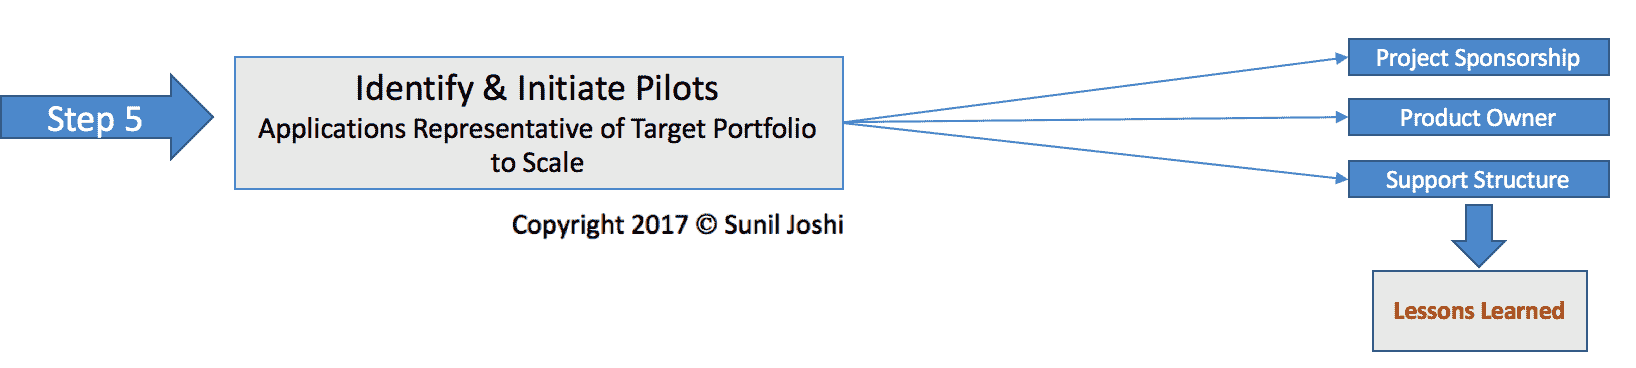 Step 5
Identify & Initiate Pilots
Applications Representative of Target Portfolio
to Scale
Copyright 2017 © Sunil Joshi
Project Sponsorship
Product Owner
Support Structure
Lessons Learned